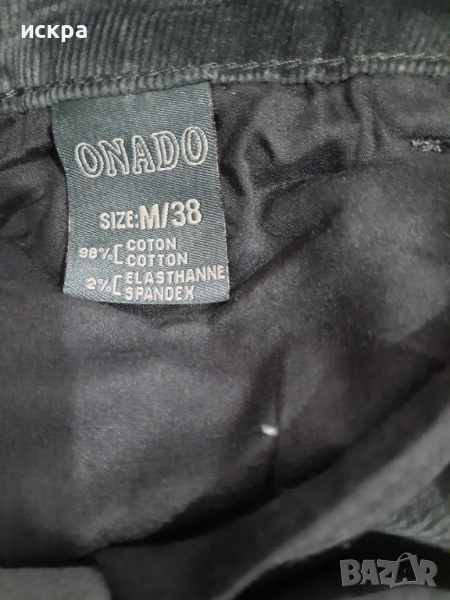 искра
ONADO
SIZE:M/38
98%[ COTON
COTTON
2%[ ELASTHANNE
SPANDEX
BAZAR